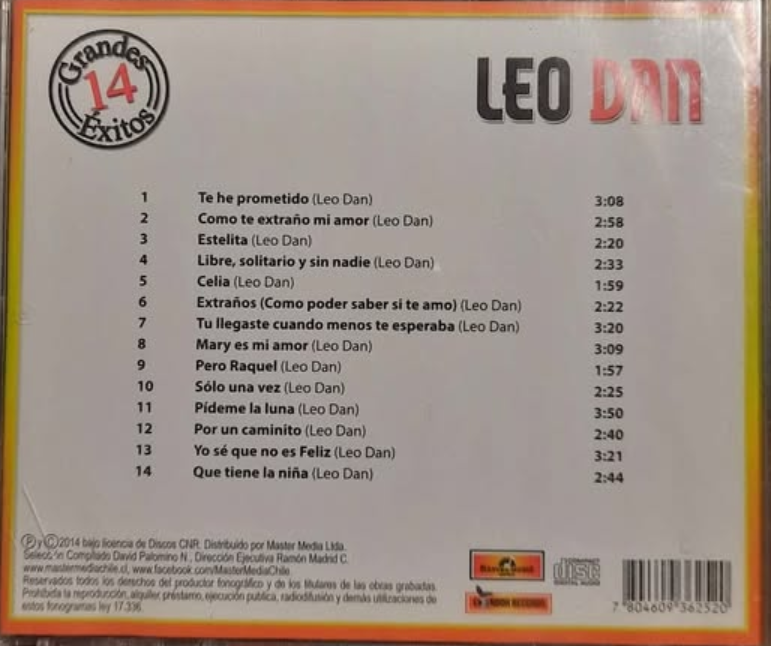 Grandes
14
Éxitos
LEO DAN
1 Te he prometido (Leo Dan) 3:08
2 Como te extraño mi amor (Leo Dan) 2:58
3 Estelita (Leo Dan) 2:20
4 Libre, solitario y sin nadie (Leo Dan) 2:33
5 Celia (Leo Dan) 1:59
6 Extraños (Como poder saber si te amo) (Leo Dan) 2:22
7 Tu llegaste cuando menos te esperaba (Leo Dan) 3:20
8 Mary es mi amor (Leo Dan) 3:09
9 Pero Raquel (Leo Dan) 1:57
10 Sólo una vez (Leo Dan) 2:25
11 Pídeme la luna (Leo Dan) 3:50
12 Por un caminito (Leo Dan) 2:40
13 Yo sé que no es Feliz (Leo Dan) 3:21
14 Que tiene la niña (Leo Dan) 2:44
Ⓟ y Ⓒ 2014 bajo licencia de Discos CNR. Distribuido por Master Media Ltda.
Selección Compilado David Palomino N., Dirección Ejecutiva Ramón Madrid C.
www.mastermediachile.cl, www.facebook.com/MasterMediaChile.
Reservados todos los derechos del productor fonográfico y de los titulares de las obras grabadas.
Prohibida la reproducción, alquiler, préstamo, ejecución publica, radiodifusión y demás utilizaciones de
estos fonogramas ley 17.336.
COMPACT
disc
DIGITAL AUDIO
7 804609 362520